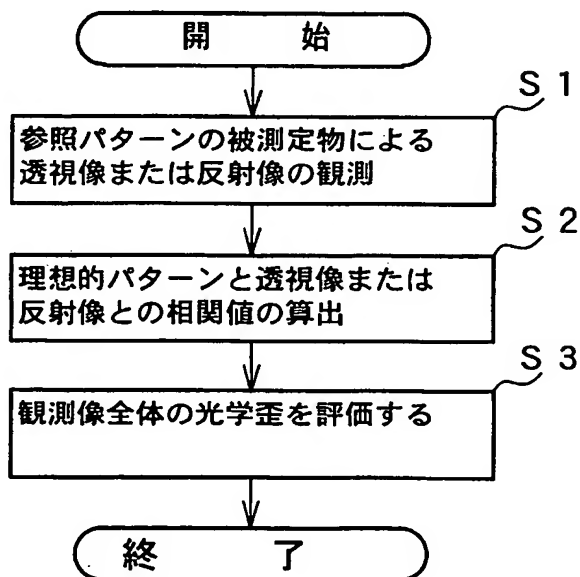 開始
S1
参照パターンの被測定物による
透視像または反射像の観測
S2
理想的パターンと透視像または
反射像との相関値の算出
S3
観測像全体の光学歪を評価する
終了